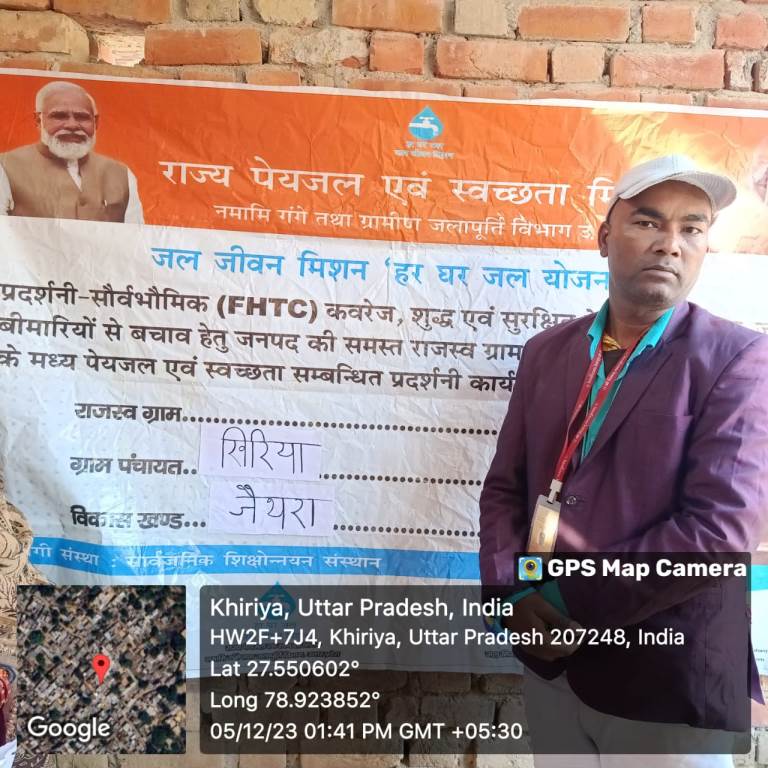 राज्य पेयजल एवं स्वच्छता
नमामि गंगे तथा ग्रामीण जलापूर्ति विभाग
जल जीवन मिशन 'हर घर जल योजन
प्रदर्शनी-सौर्वभौमिक (FHTC) कवरेज, शुद्ध एवं सुरक्षित
बीमारियों से बचाव हेतु जनपद की समस्त राजस्व ग्राम
के मध्य पेयजल एवं स्वच्छता सम्बन्धित प्रदर्शनी कार्य
राजस्व ग्राम
ग्राम पंचायत.. खिरिया
विकास खण्ड... जैथरा
गी संस्था : सार्वजनिक शिक्षोन्नयन संस्थान
GPS Map Camera
Khiriya, Uttar Pradesh, India
HW2F+7J4, Khiriya, Uttar Pradesh 207248, India
Lat 27.550602°
Long 78.923852°
05/12/23 01:41 PM GMT +05:30
Google